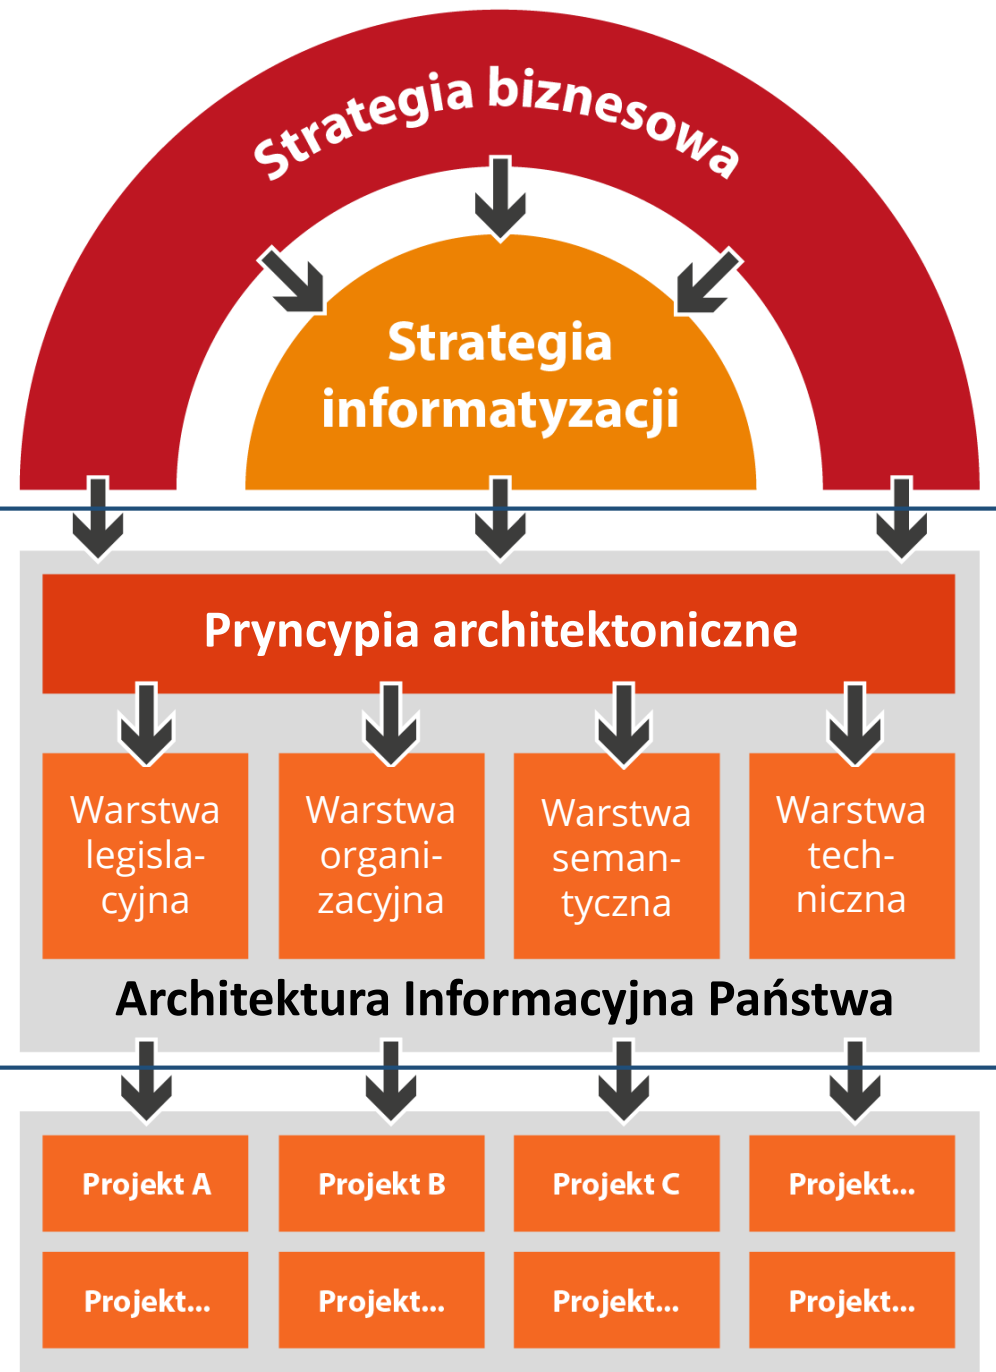 Strategia biznesowa
Strategia
informatyzacji
Pryncypia architektoniczne
Warstwa
legisla-
cyjna
Warstwa
organi-
zacyjna
Warstwa
seman-
tyczna
Warstwa
tech-
niczna
Architektura Informacyjna Państwa
Projekt A
Projekt B
Projekt C
Projekt...
Projekt...
Projekt...
Projekt...
Projekt...